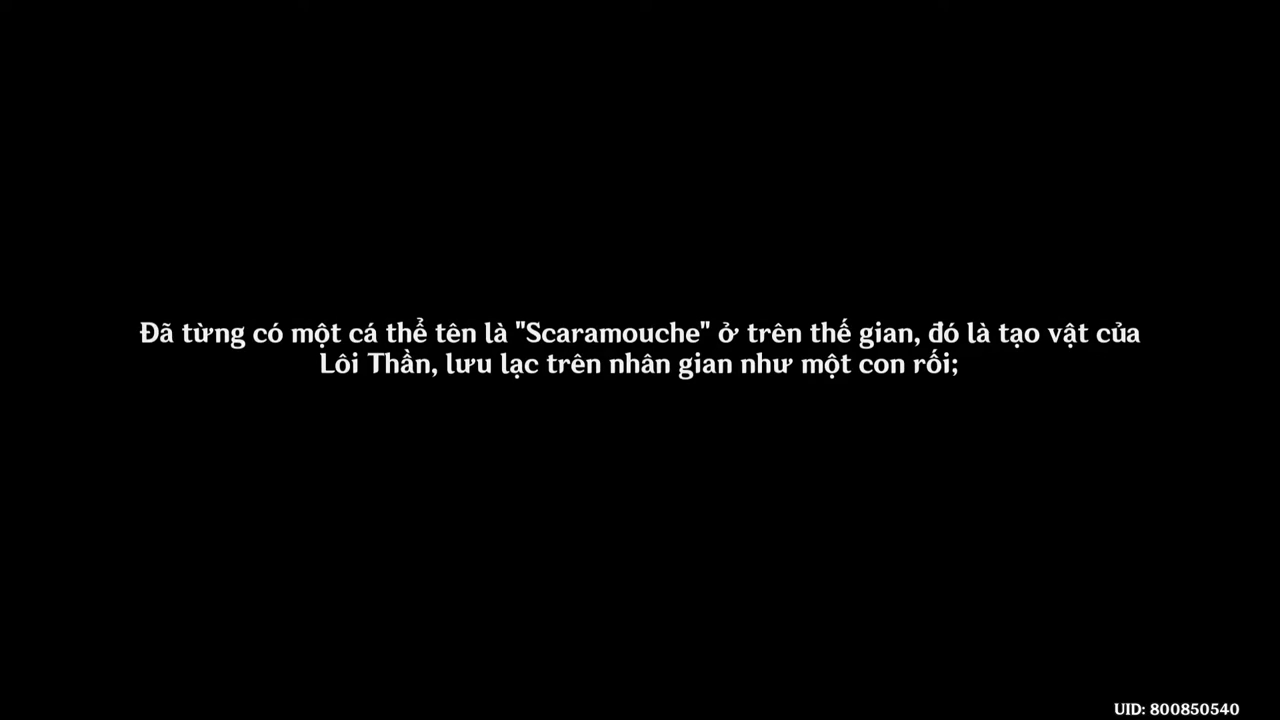 Đã từng có một cá thể tên là "Scaramouche" ở trên thế gian, đó là tạo vật của
Lôi Thần, lưu lạc trên nhân gian như một con rối;
UID: 800850540